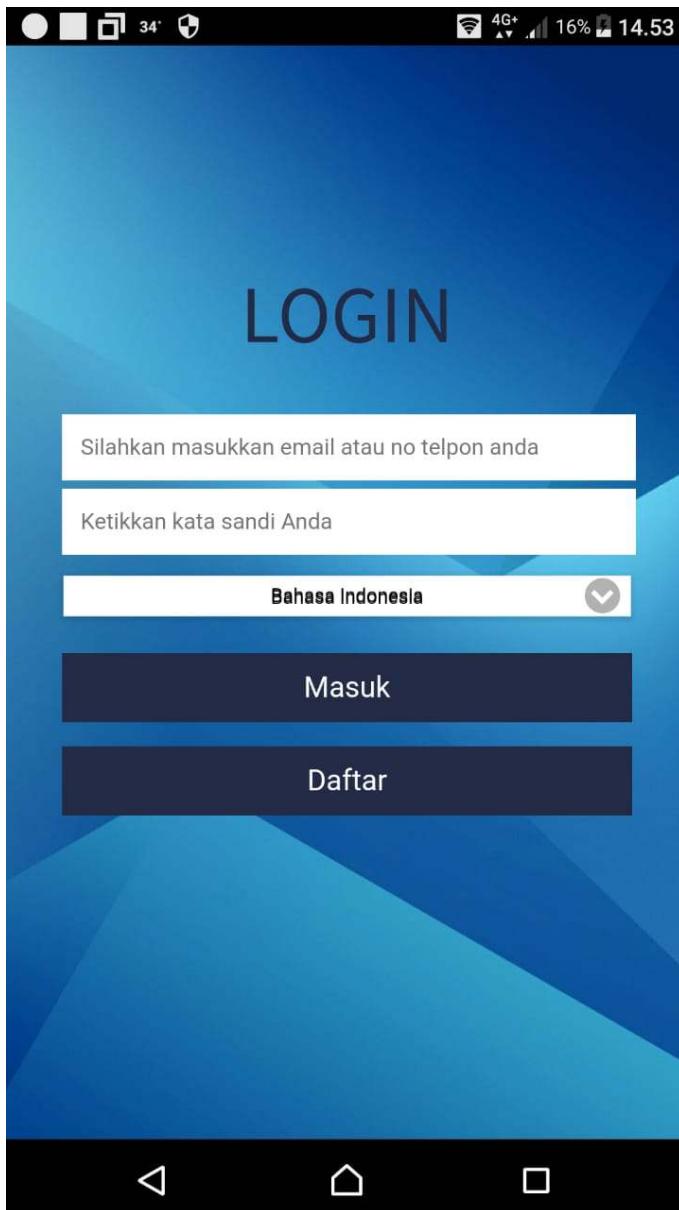 34°
4G+
16%
14.53
LOGIN
Silahkan masukkan email atau no telpon anda
Ketikkan kata sandi Anda
Bahasa Indonesia
Masuk
Daftar